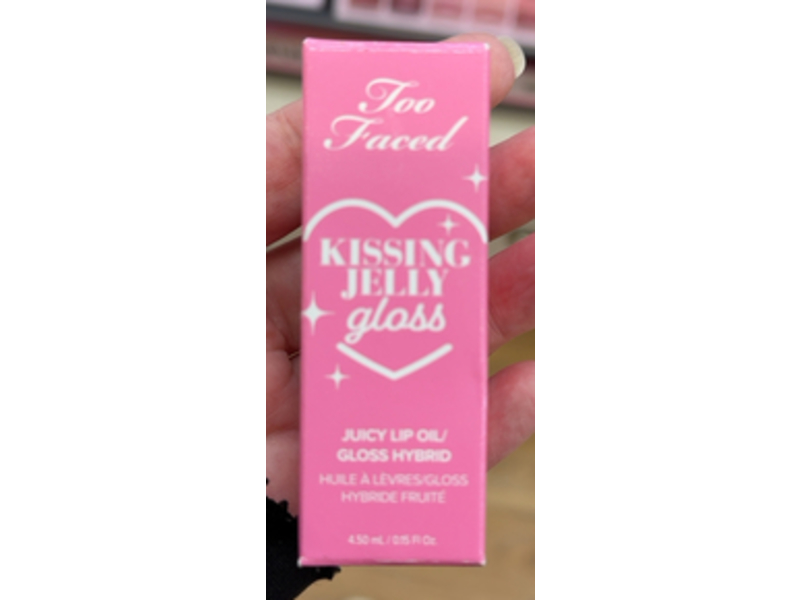 Too
Faced
KISSING
JELLY
gloss
JUICY LIP OIL/
GLOSS HYBRID
HUILE À LÈVRES/GLOSS
HYBRIDE FRUITÉ
4.50 mL / 0.15 Fl Oz.